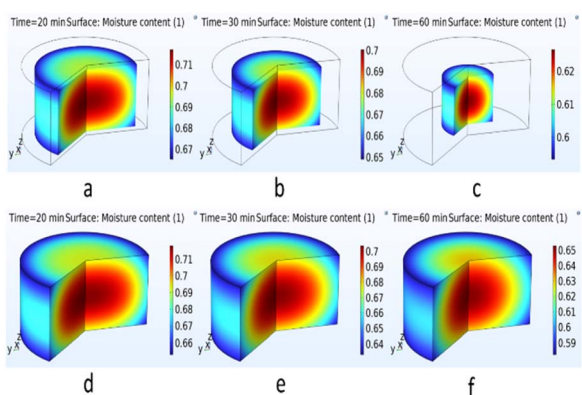 Time=20 min Surface: Moisture content (1)
Time=30 min Surface: Moisture content (1)
Time=60 min Surface: Moisture content (1)
0.71
0.7
0.69
0.68
0.67
y z x
0.7
0.69
0.68
0.67
0.66
0.65
y z x
0.62
0.6
y z x
a
b
c
Time=20 min Surface: Moisture content (1)
Time=30 min Surface: Moisture content (1)
Time=60 min Surface: Moisture content (1)
0.71
0.7
0.69
0.68
0.67
0.66
y z x
0.7
0.69
0.68
0.67
0.66
0.65
0.64
y z x
0.65
0.64
0.63
0.62
0.61
0.6
0.59
y z x
d
e
f